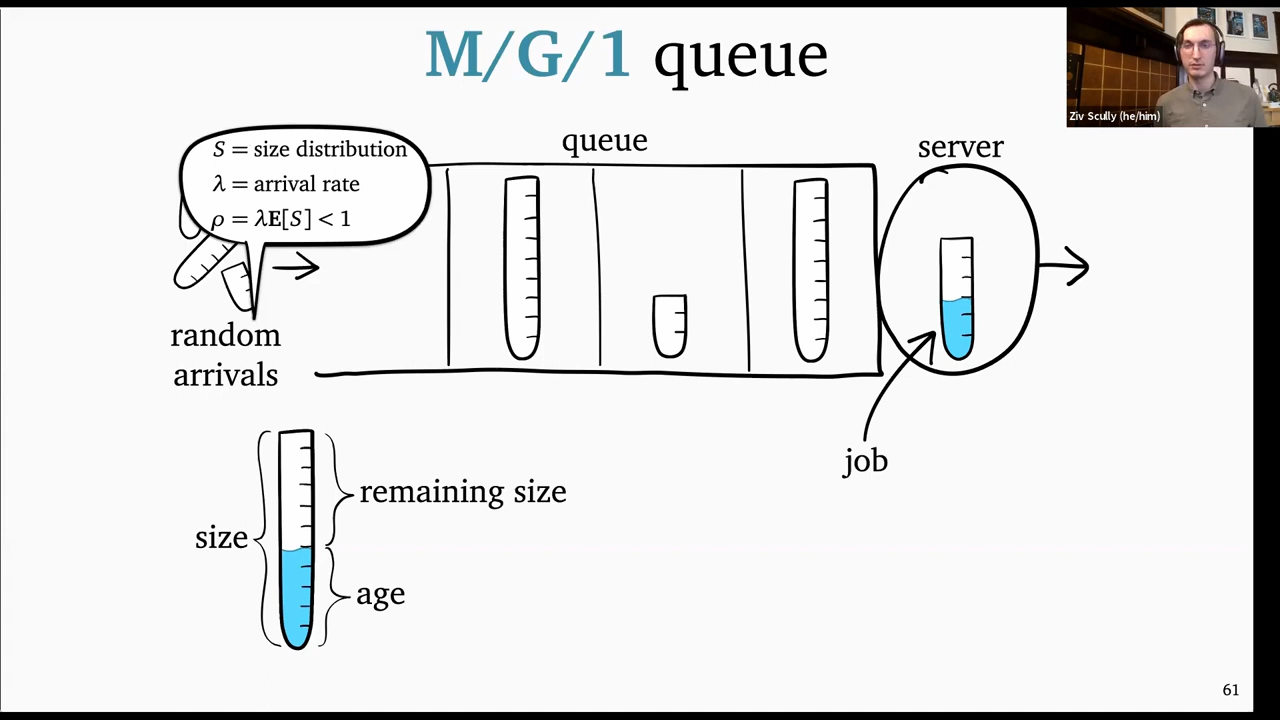 M/G/1 queue
Ziv Scully (he/him)
S = size distribution
λ = arrival rate
ρ = λE[S] < 1
queue
server
random
arrivals
job
size
remaining size
age
61